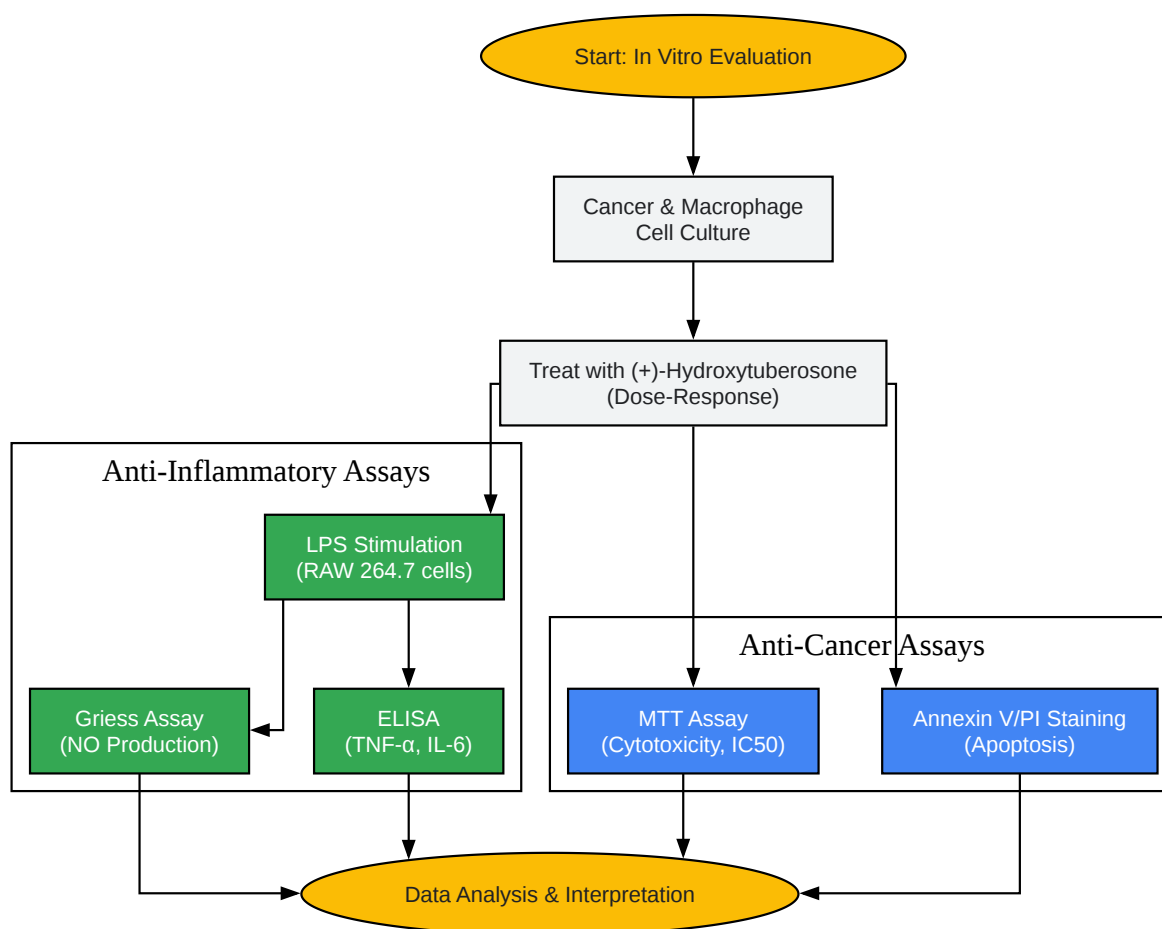 Start: In Vitro Evaluation
Cancer & Macrophage
Cell Culture
Treat with (+)-Hydroxytuberosone
(Dose-Response)
Anti-Inflammatory Assays
LPS Stimulation
(RAW 264.7 cells)
Griess Assay
(NO Production)
ELISA
(TNF-α, IL-6)
Anti-Cancer Assays
MTT Assay
(Cytotoxicity, IC50)
Annexin V/PI Staining
(Apoptosis)
Data Analysis & Interpretation